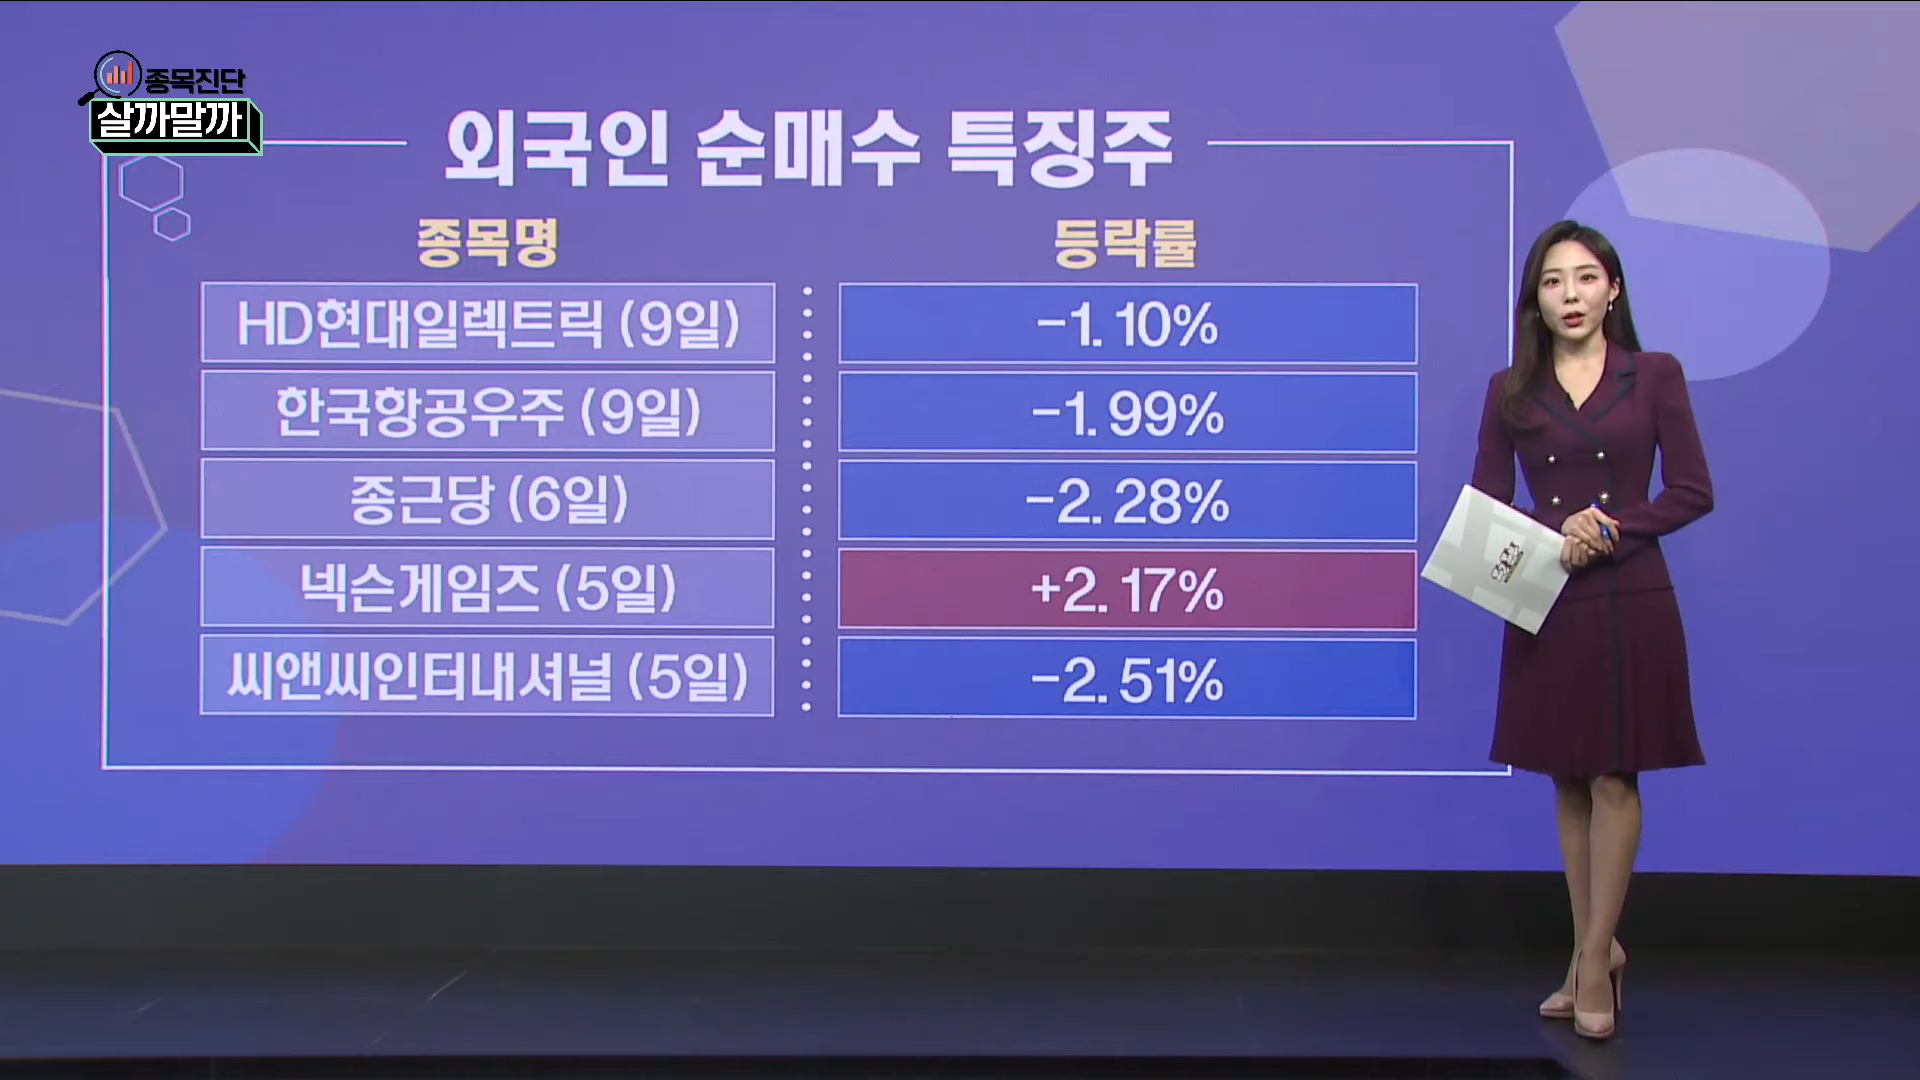 종목진단
살까말까
외국인 순매수 특징주
종목명 등락률
HD현대일렉트릭 (9일) -1.10%
한국항공우주 (9일) -1.99%
종근당 (6일) -2.28%
넥슨게임즈 (5일) +2.17%
씨앤씨인터내셔널 (5일) -2.51%